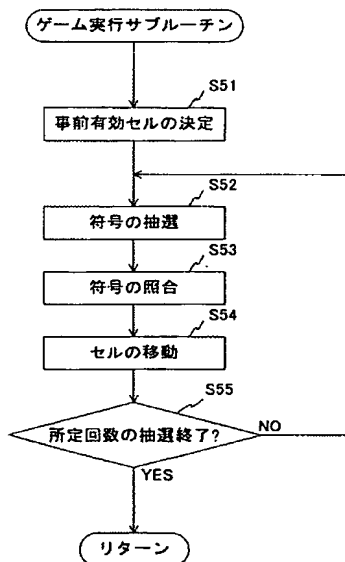 ゲーム実行サブルーチン
S51
事前有効セルの決定
S52
符号の抽選
S53
符号の照合
S54
セルの移動
S55
所定回数の抽選終了?
NO
YES
リターン